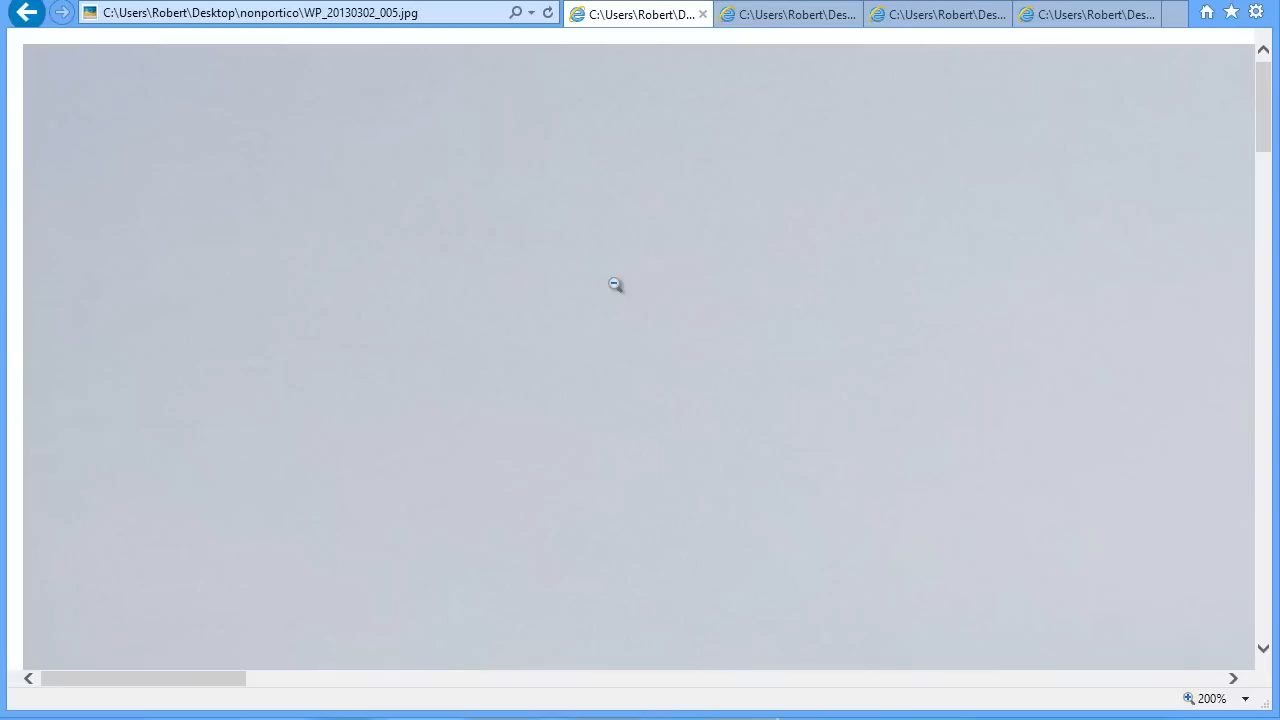 C:\Users\Robert\Desktop\nonportico\WP_20130302_005.jpg
C:\Users\Robert\D...
C:\Users\Robert\Des...
C:\Users\Robert\Des...
C:\Users\Robert\Des...
200%